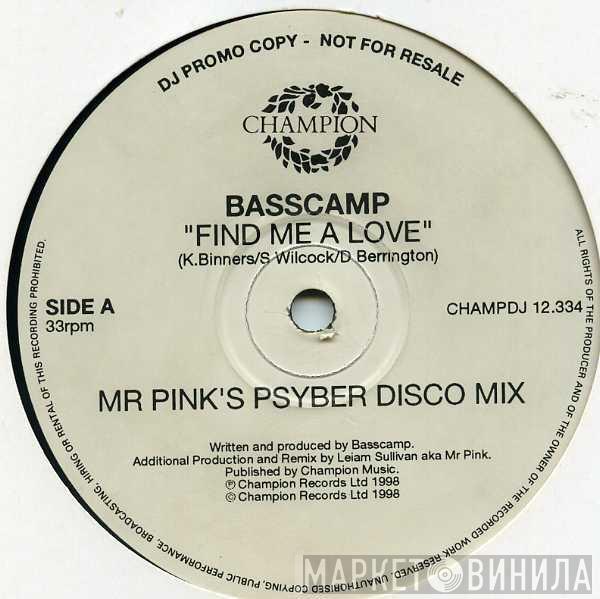 DJ PROMO COPY - NOT FOR RESALE
CHAMPION
BASSCAMP
"FIND ME A LOVE"
(K.Binners/S Wilcock/D Berrington)
SIDE A
33rpm
CHAMPDJ 12.334
MR PINK'S PSYBER DISCO MIX
Written and produced by Basscamp.
Additional Production and Remix by Leiam Sullivan aka Mr Pink.
Published by Champion Music.
Ⓟ Champion Records Ltd 1998
© Champion Records Ltd 1998
ALL RIGHTS OF THE PRODUCER AND OF THE OWNER OF THE RECORDED WORK RESERVED. UNAUTHORISED COPYING, PUBLIC PERFORMANCE, BROADCASTING, HIRING OR RENTAL OF THIS RECORDING PROHIBITED.
МАРКЕТ ВИНИЛА